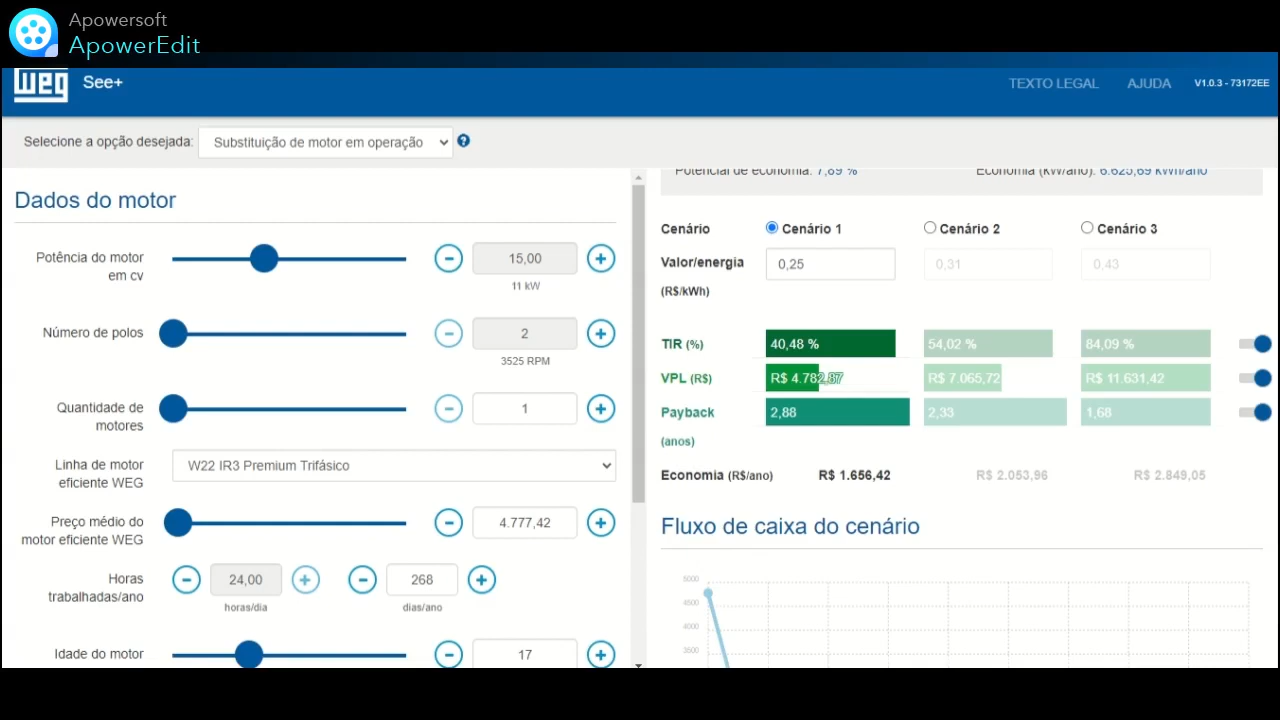 Apowersoft
ApowerEdit
WEG See+ TEXTO LEGAL AJUDA V1.0.3 - 73172EE
Selecione a opção desejada: Substituição de motor em operação ?
Potencial de economia: 7,89 % Economia (kW/ano): 6.625,69 kWh/ano
Dados do motor
Potência do motor em cv
− 15,00 +
11 kW
Número de polos
− 2 +
3525 RPM
Quantidade de motores
− 1 +
Linha de motor eficiente WEG
W22 IR3 Premium Trifásico
Preço médio do motor eficiente WEG
− 4.777,42 +
Horas trabalhadas/ano
− 24,00 + − 268 +
horas/dia dias/ano
Idade do motor
− 17 +
Cenário Cenário 1 Cenário 2 Cenário 3
Valor/energia (R$/kWh) 0,25 0,31 0,43
TIR (%) 40,48 % 54,02 % 84,09 %
VPL (R$) R$ 4.782,87 R$ 7.065,72 R$ 11.631,42
Payback (anos) 2,88 2,33 1,68
Economia (R$/ano) R$ 1.656,42 R$ 2.053,96 R$ 2.849,05
Fluxo de caixa do cenário
5000
4500
4000
3500